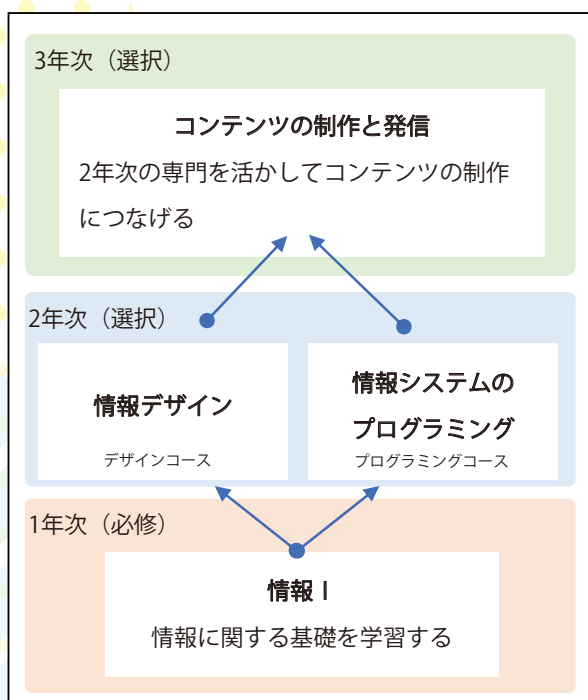 3年次（選択）
コンテンツの制作と発信
2年次の専門を活かしてコンテンツの制作
につなげる
2年次（選択）
情報デザイン
デザインコース
情報システムの
プログラミング
プログラミングコース
1年次（必修）
情報Ⅰ
情報に関する基礎を学習する